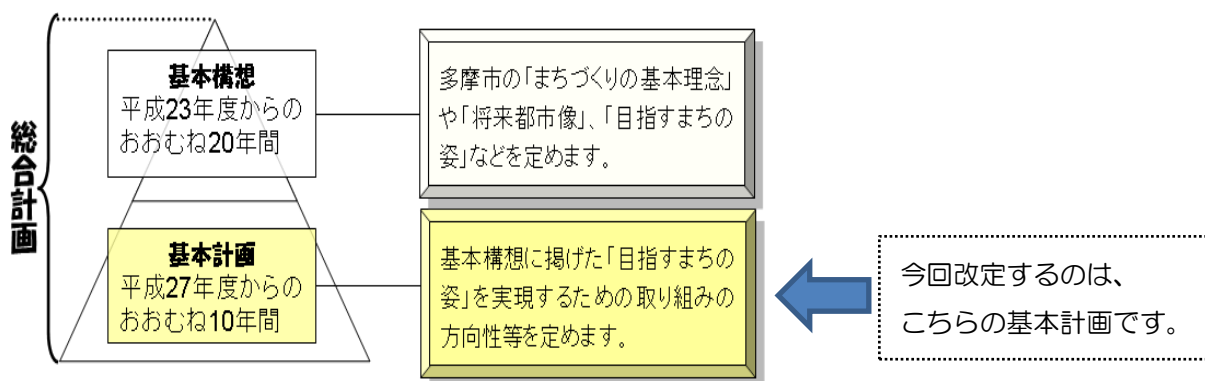 総合計画
基本構想
平成23年度からの
おおむね20年間
多摩市の「まちづくりの基本理念」
や「将来都市像」、「目指すまちの
姿」などを定めます。
基本計画
平成27年度からの
おおむね10年間
基本構想に掲げた「目指すまちの
姿」を実現するための取り組みの
方向性等を定めます。
今回改定するのは、
こちらの基本計画です。